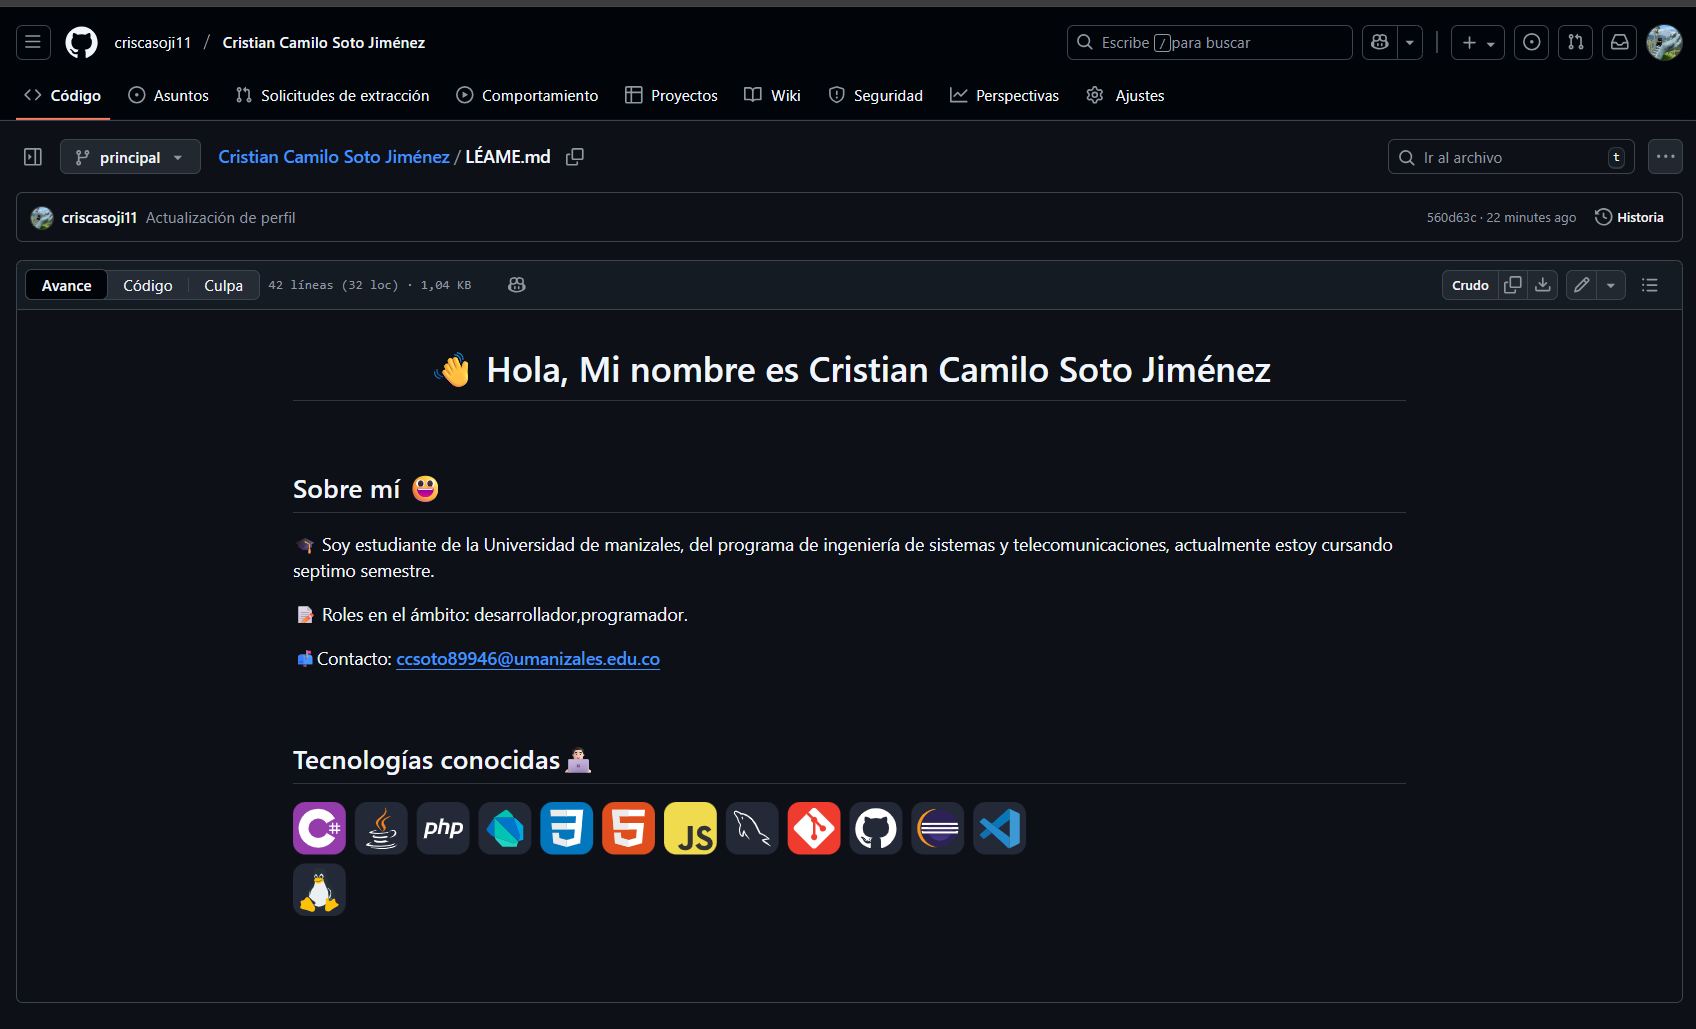 criscasoji11 / Cristian Camilo Soto Jiménez
Escribe / para buscar
Código
Asuntos
Solicitudes de extracción
Comportamiento
Proyectos
Wiki
Seguridad
Perspectivas
Ajustes
principal
Cristian Camilo Soto Jiménez / LÉAME.md
Ir al archivo
t
criscasoji11 Actualización de perfil
560d63c · 22 minutes ago
Historia
Avance
Código
Culpa
42 líneas (32 loc) · 1,04 KB
Crudo
👋 Hola, Mi nombre es Cristian Camilo Soto Jiménez
Sobre mí 😃
🎓 Soy estudiante de la Universidad de manizales, del programa de ingeniería de sistemas y telecomunicaciones, actualmente estoy cursando
septimo semestre.
📝 Roles en el ámbito: desarrollador,programador.
📫 Contacto: ccsoto89946@umanizales.edu.co
Tecnologías conocidas 👨🏻‍💻
C# php 3 5 JS